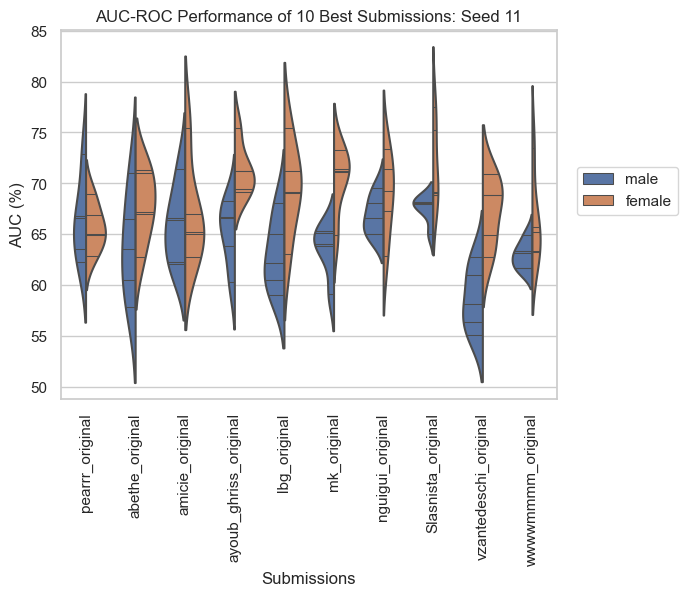 AUC-ROC Performance of 10 Best Submissions: Seed 11
AUC (%)
85
80
75
70
65
60
55
50
male
female
pearrr_original
abethe_original
amicie_original
ayoub_ghriss_original
lbg_original
mk_original
nguigui_original
Slasnista_original
vzantedeschi_original
wwwwmmmm_original
Submissions